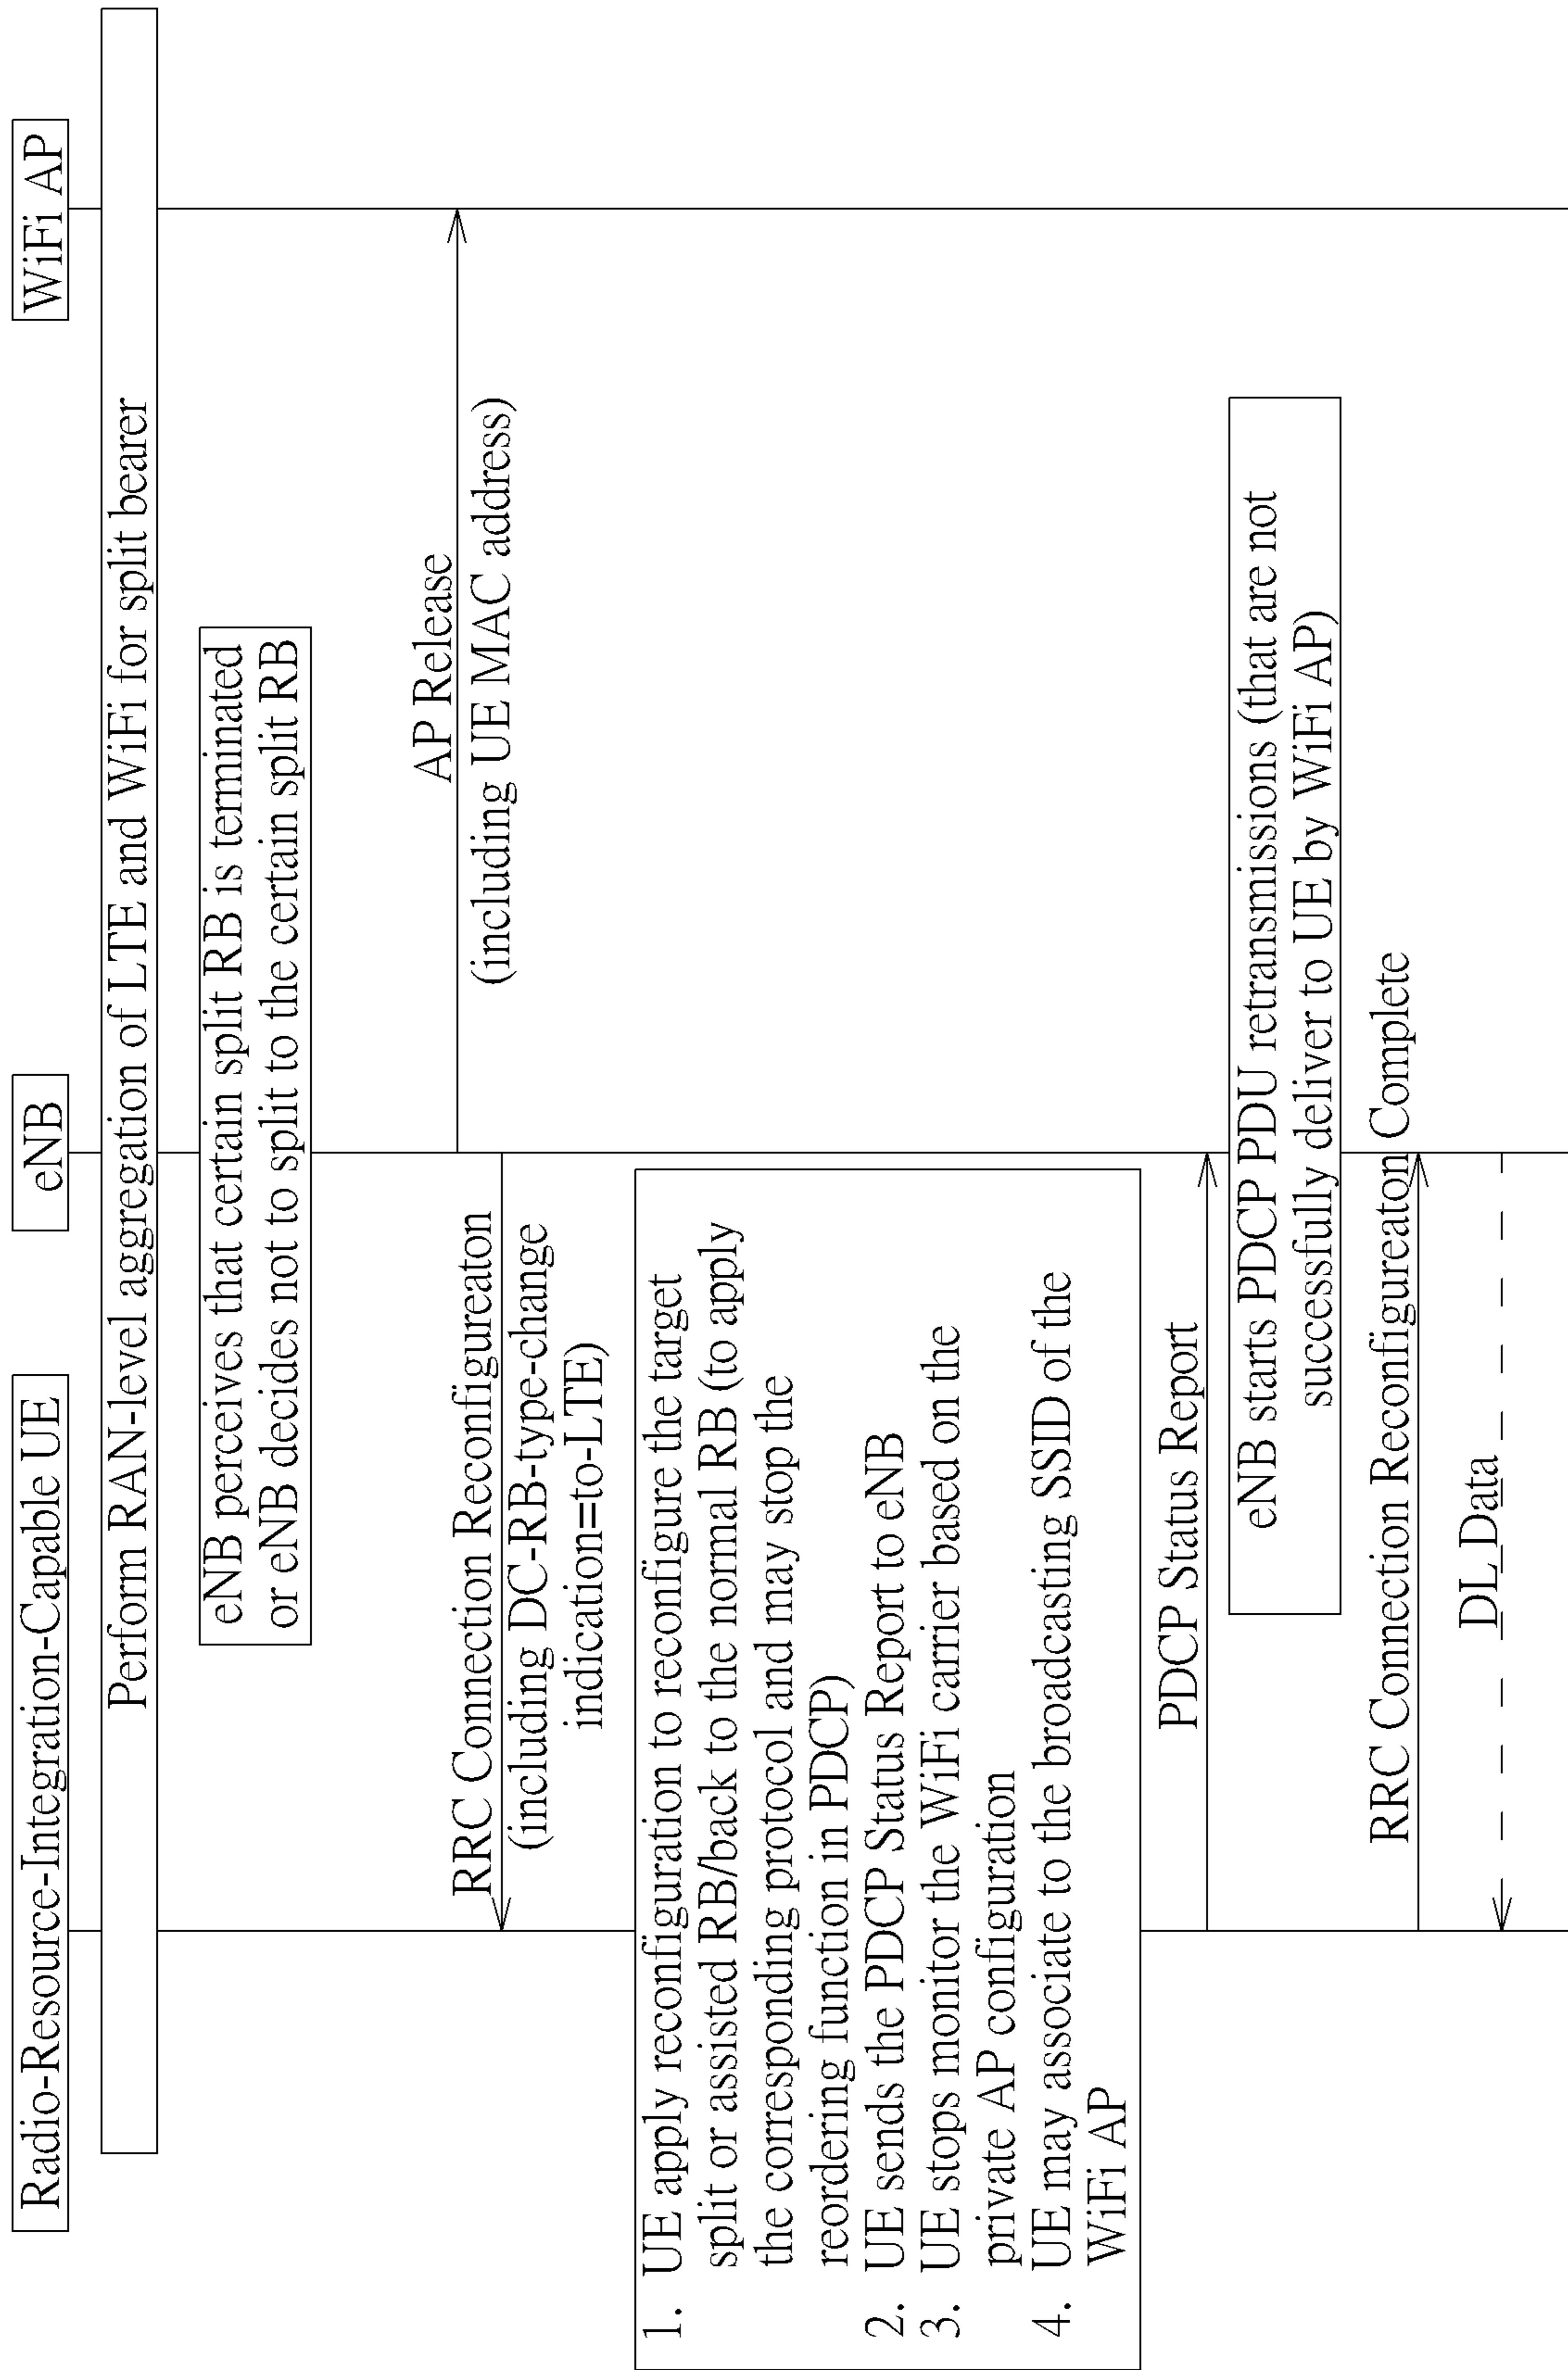 Radio-Resource-Integration-Capable UE
eNB
WiFi AP
Perform RAN-level aggregation of LTE and WiFi for split bearer
eNB perceives that certain split RB is terminated
or eNB decides not to split to the certain split RB
AP Release
(including UE MAC address)
RRC Connection Reconfigureaton
(including DC-RB-type-change
indication=to-LTE)
1. UE apply reconfiguration to reconfigure the target
split or assisted RB/back to the normal RB (to apply
the corresponding protocol and may stop the
reordering function in PDCP)
2. UE sends the PDCP Status Report to eNB
3. UE stops monitor the WiFi carrier based on the
private AP configuration
4. UE may associate to the broadcasting SSID of the
WiFi AP
PDCP Status Report
eNB starts PDCP PDU retransmissions (that are not
successfully deliver to UE by WiFi AP)
RRC Connection Reconfigureaton Complete
DL Data